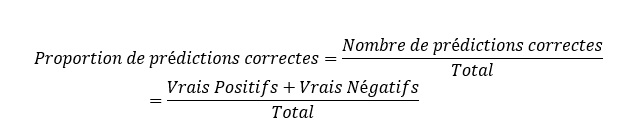 Proportion de prédictions correctes = Nombre de prédictions correctes / Total
= Vrais Positifs + Vrais Négatifs / Total